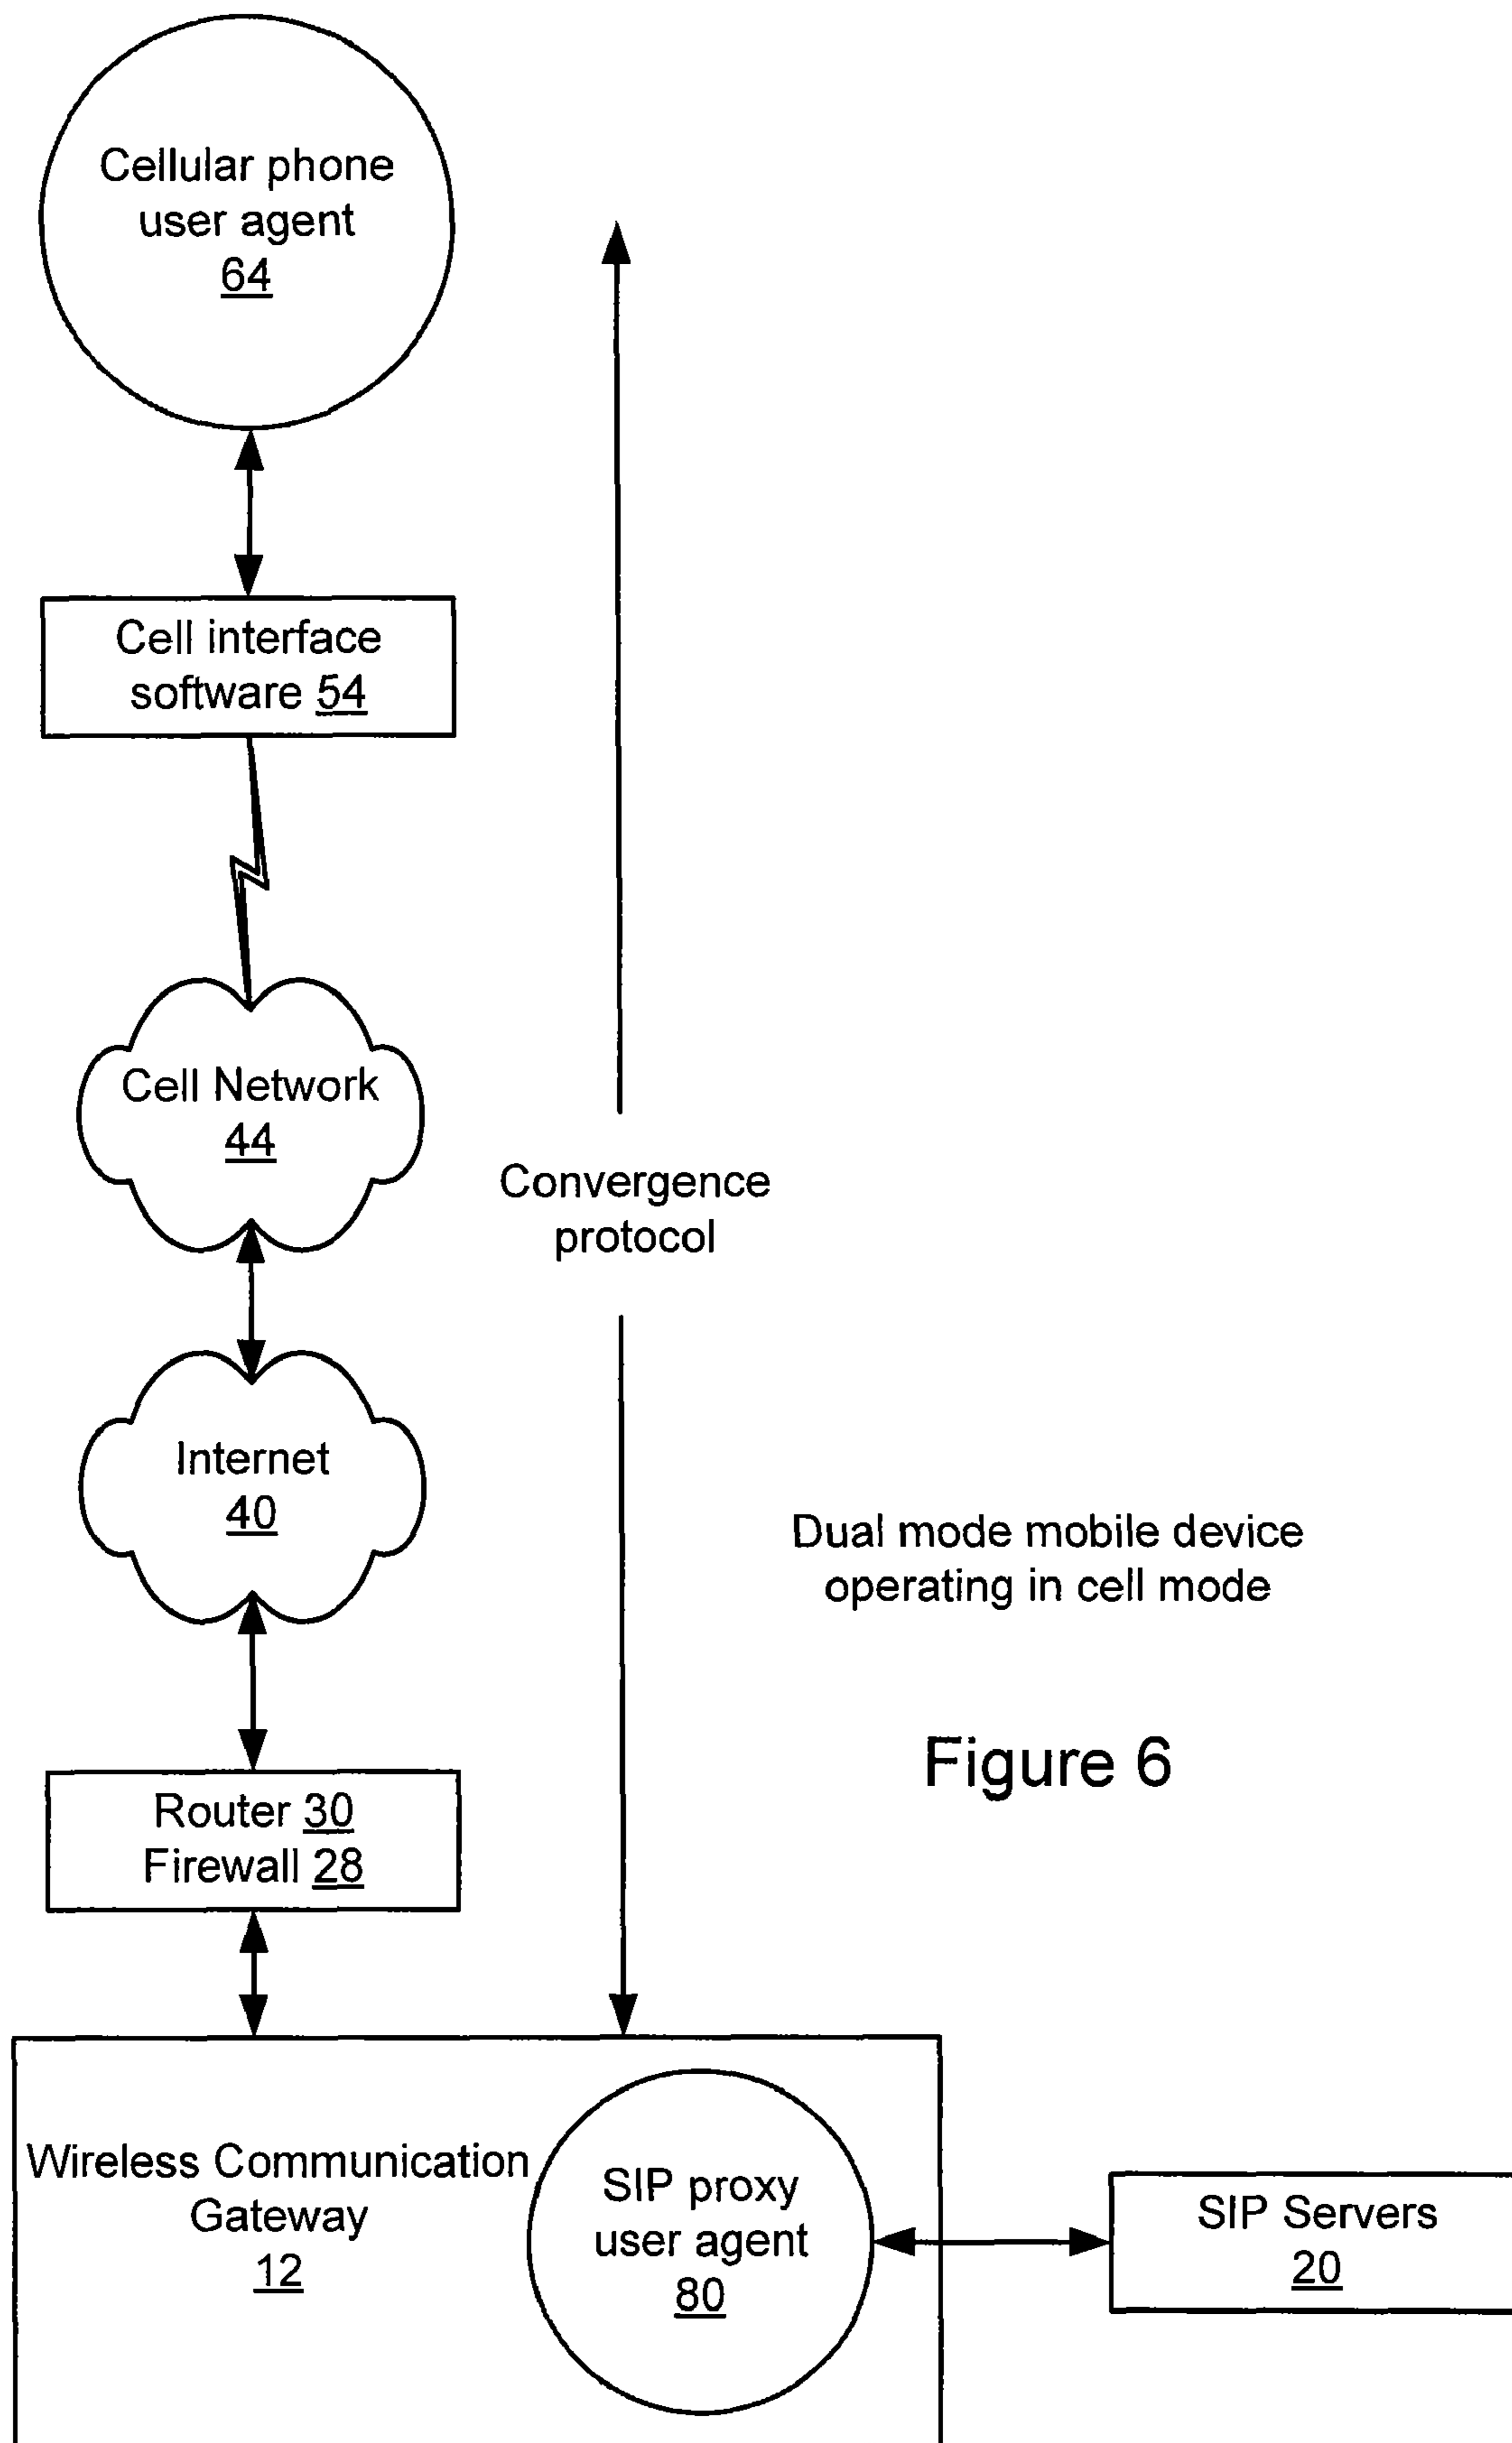 Cellular phone
user agent
64
Cell interface
software 54
Cell Network
44
Convergence
protocol
Internet
40
Dual mode mobile device
operating in cell mode
Figure 6
Router 30
Firewall 28
Wireless Communication
Gateway
12
SIP proxy
user agent
80
SIP Servers
20